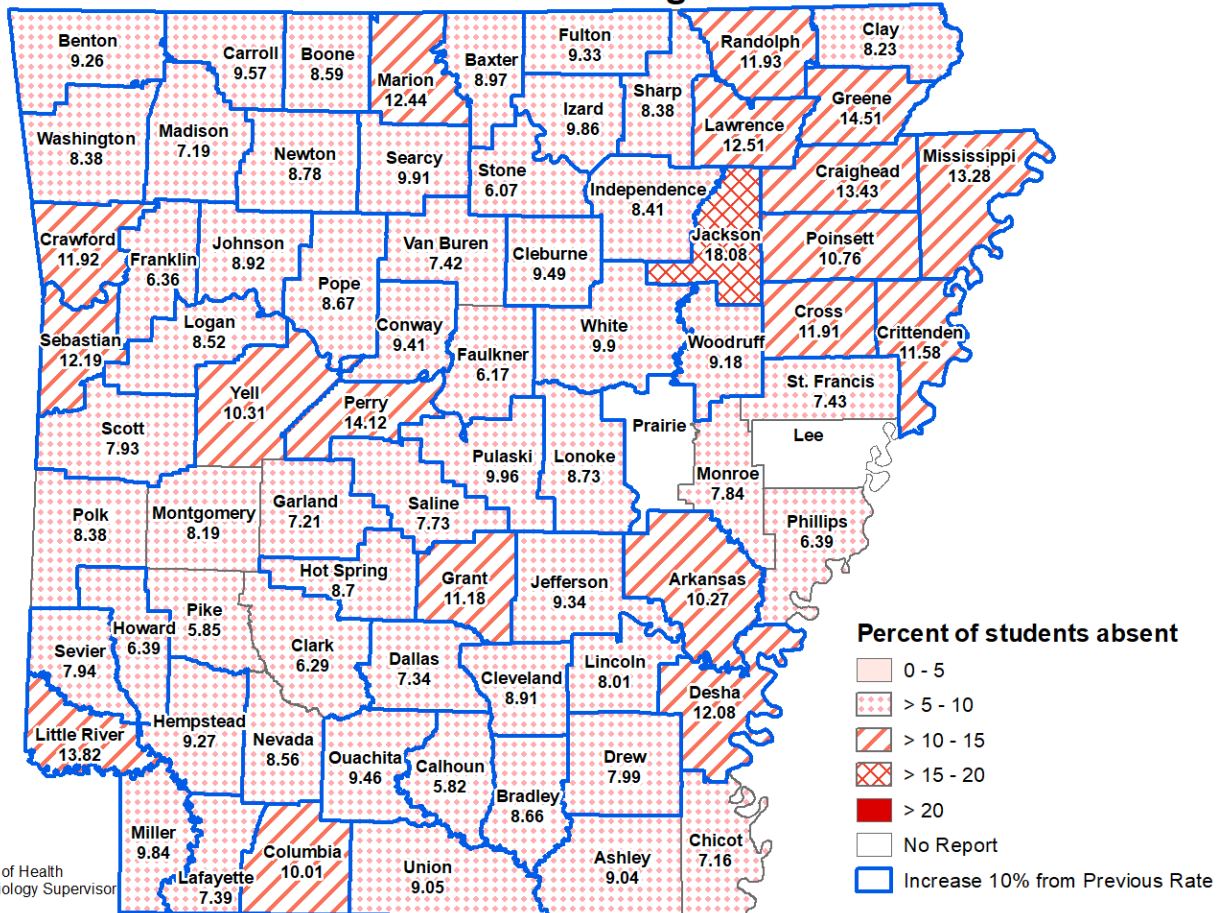 Benton
9.26
Carroll
9.57
Boone
8.59
Marion
12.44
Baxter
8.97
Fulton
9.33
Randolph
11.93
Clay
8.23
Izard
9.86
Sharp
8.38
Greene
14.51
Lawrence
12.51
Washington
8.38
Madison
7.19
Newton
8.78
Searcy
9.91
Stone
6.07
Independence
8.41
Craighead
13.43
Mississippi
13.28
Crawford
11.92
Franklin
6.36
Johnson
8.92
Van Buren
7.42
Cleburne
9.49
Jackson
18.08
Poinsett
10.76
Pope
8.67
Sebastian
12.19
Logan
8.52
Conway
9.41
Faulkner
6.17
White
9.9
Woodruff
9.18
Cross
11.91
Crittenden
11.58
Yell
10.31
Perry
14.12
St. Francis
7.43
Scott
7.93
Pulaski
9.96
Lonoke
8.73
Prairie
Lee
Monroe
7.84
Polk
8.38
Montgomery
8.19
Garland
7.21
Saline
7.73
Phillips
6.39
Hot Spring
8.7
Grant
11.18
Jefferson
9.34
Arkansas
10.27
Pike
5.85
Howard
6.39
Sevier
7.94
Clark
6.29
Dallas
7.34
Cleveland
8.91
Lincoln
8.01
Desha
12.08
Little River
13.82
Hempstead
9.27
Nevada
8.56
Ouachita
9.46
Calhoun
5.82
Bradley
8.66
Drew
7.99
Miller
9.84
Lafayette
7.39
Columbia
10.01
Union
9.05
Ashley
9.04
Chicot
7.16
of Health
ology Supervisor
Percent of students absent
0 - 5
> 5 - 10
> 10 - 15
> 15 - 20
> 20
No Report
Increase 10% from Previous Rate